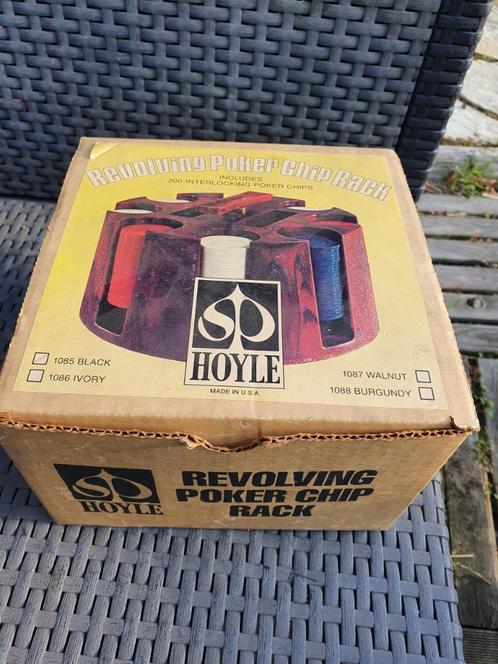 Revolving Poker Chip Rack
INCLUDES
200 INTERLOCKING POKER CHIPS
HOYLE
MADE IN U.S.A.
1085 BLACK
1086 IVORY
1087 WALNUT
1088 BURGUNDY
HOYLE
REVOLVING
POKER CHIP
RACK